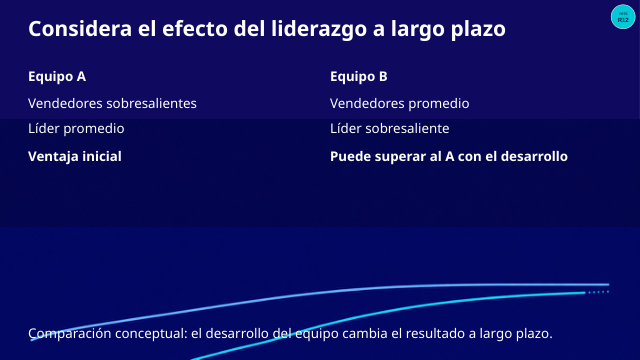 Considera el efecto del liderazgo a largo plazo
R12
Equipo A
Vendedores sobresalientes
Líder promedio
Ventaja inicial
Equipo B
Vendedores promedio
Líder sobresaliente
Puede superar al A con el desarrollo
Comparación conceptual: el desarrollo del equipo cambia el resultado a largo plazo.